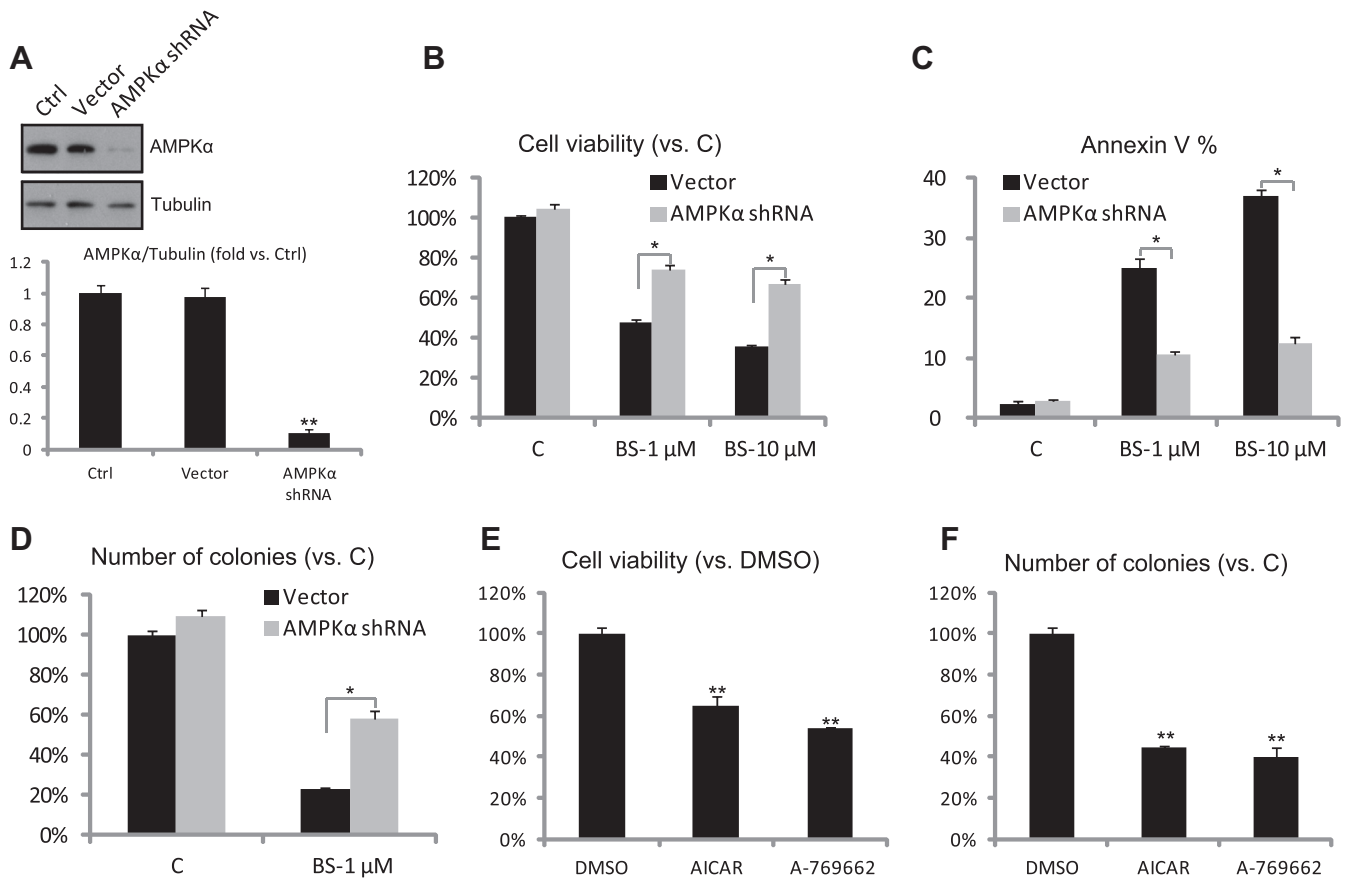 A
Ctrl
Vector
AMPKα shRNA
AMPKα
Tubulin
AMPKα/Tubulin (fold vs. Ctrl)
1.2
1
0.8
0.6
0.4
0.2
0
**
Ctrl
Vector
AMPKα
shRNA
B
Cell viability (vs. C)
Vector
AMPKα shRNA
120%
100%
80%
60%
40%
20%
0%
*
*
C
BS-1 µM
BS-10 µM
C
Annexin V %
Vector
AMPKα shRNA
40
30
20
10
0
*
*
C
BS-1 µM
BS-10 µM
D
Number of colonies (vs. C)
Vector
AMPKα shRNA
120%
100%
80%
60%
40%
20%
0%
*
C
BS-1 µM
E
Cell viability (vs. DMSO)
120%
100%
80%
60%
40%
20%
0%
**
**
DMSO
AICAR
A-769662
F
Number of colonies (vs. C)
120%
100%
80%
60%
40%
20%
0%
**
**
DMSO
AICAR
A-769662